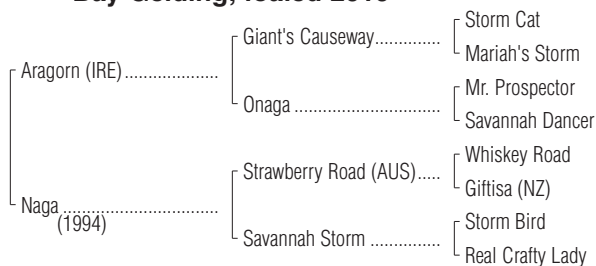 Bay Gelding; foaled 2010
Storm Cat
Giant's Causeway..............
Mariah's Storm
Aragorn (IRE)....................
Mr. Prospector
Onaga ..............................
Savannah Dancer
Whiskey Road
Strawberry Road (AUS).....
Giftisa (NZ)
Naga .................................
(1994)
Storm Bird
Savannah Storm ..............
Real Crafty Lady